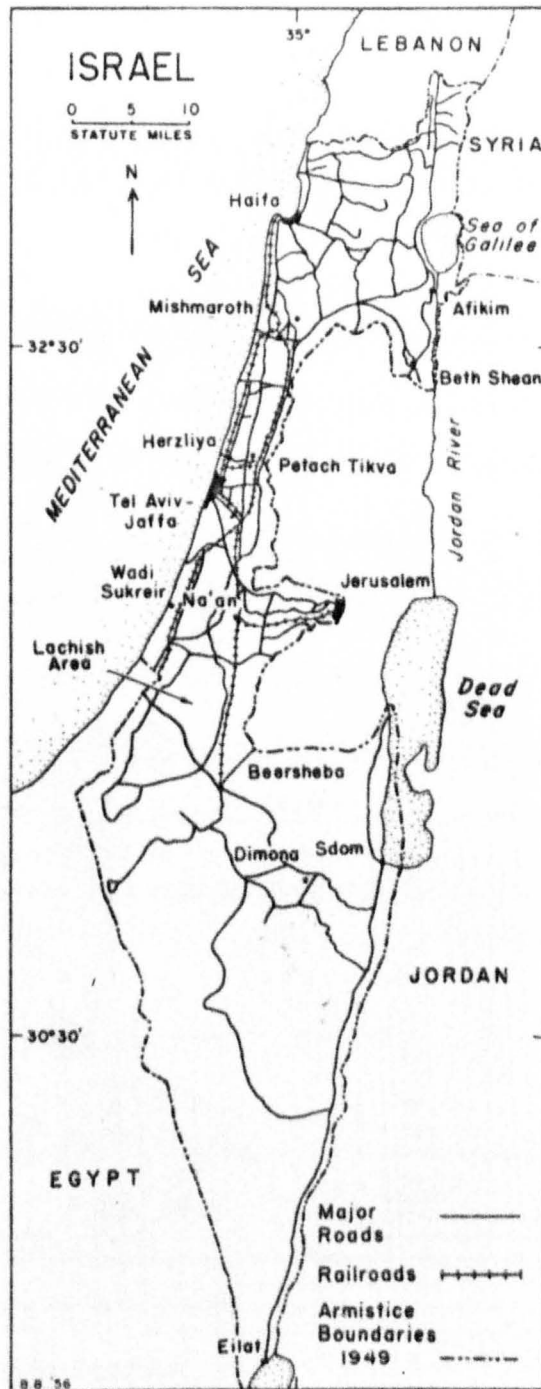 35°
LEBANON
ISRAEL
0 5 10
STATUTE MILES
N
SYRIA
Haifa
Sea of
Galilee
SEA
Mishmaroth
Afikim
32°30'
Beth Shean
MEDITERRANEAN
Herzliya
Petach Tikva
Jordan River
Tel Aviv-
Jaffa
Wadi
Sukreir
Na'an
Jerusalem
Lachish
Area
Dead
Sea
Beersheba
Dimona
Sdom
JORDAN
30°30'
EGYPT
Major
Roads
Railroads
Armistice
Boundaries
1949
Eilat
B.B. '56